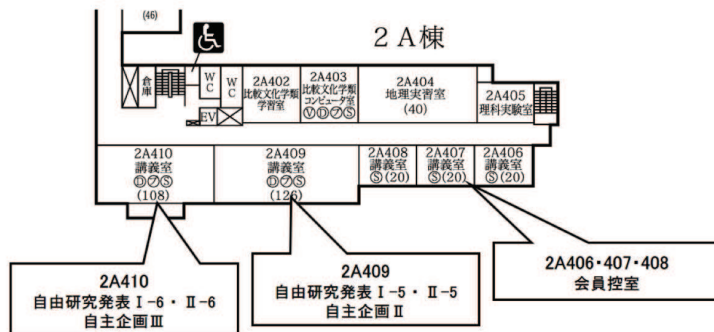 (46)
2A棟
倉庫
WC
WC
EV
2A402
比較文化学類
学習室
2A403
比較文化学類
コンピュータ室
ⓋⒹⓏⓈ
2A404
地理実習室
(40)
2A405
理科実験室
2A410
講義室
ⒹⓏⓈ
(108)
2A409
講義室
ⒹⓏⓈ
(126)
2A408
講義室
Ⓢ(20)
2A407
講義室
Ⓢ(20)
2A406
講義室
Ⓢ(20)
2A410
自由研究発表Ⅰ-6・Ⅱ-6
自主企画Ⅲ
2A409
自由研究発表Ⅰ-5・Ⅱ-5
自主企画Ⅱ
2A406・407・408
会員控室